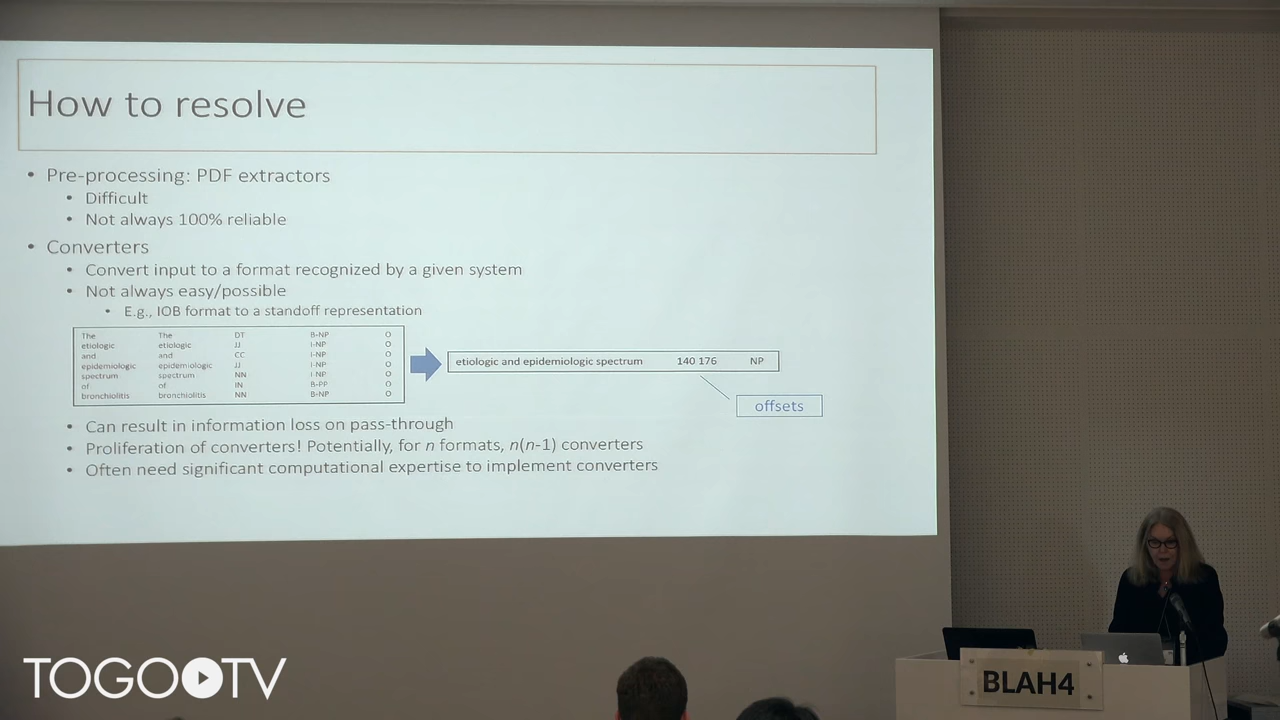 How to resolve
• Pre-processing: PDF extractors
• Difficult
• Not always 100% reliable
• Converters
• Convert input to a format recognized by a given system
• Not always easy/possible
• E.g., IOB format to a standoff representation
The The DT B-NP O
etiologic etiologic JJ I-NP O
and and CC I-NP O
epidemiologic epidemiologic JJ I-NP O
spectrum spectrum NN I-NP O
of of IN B-PP O
bronchiolitis bronchiolitis NN B-NP O
etiologic and epidemiologic spectrum 140 176 NP
offsets
• Can result in information loss on pass-through
• Proliferation of converters! Potentially, for n formats, n(n-1) converters
• Often need significant computational expertise to implement converters
TOGOTV
BLAH4